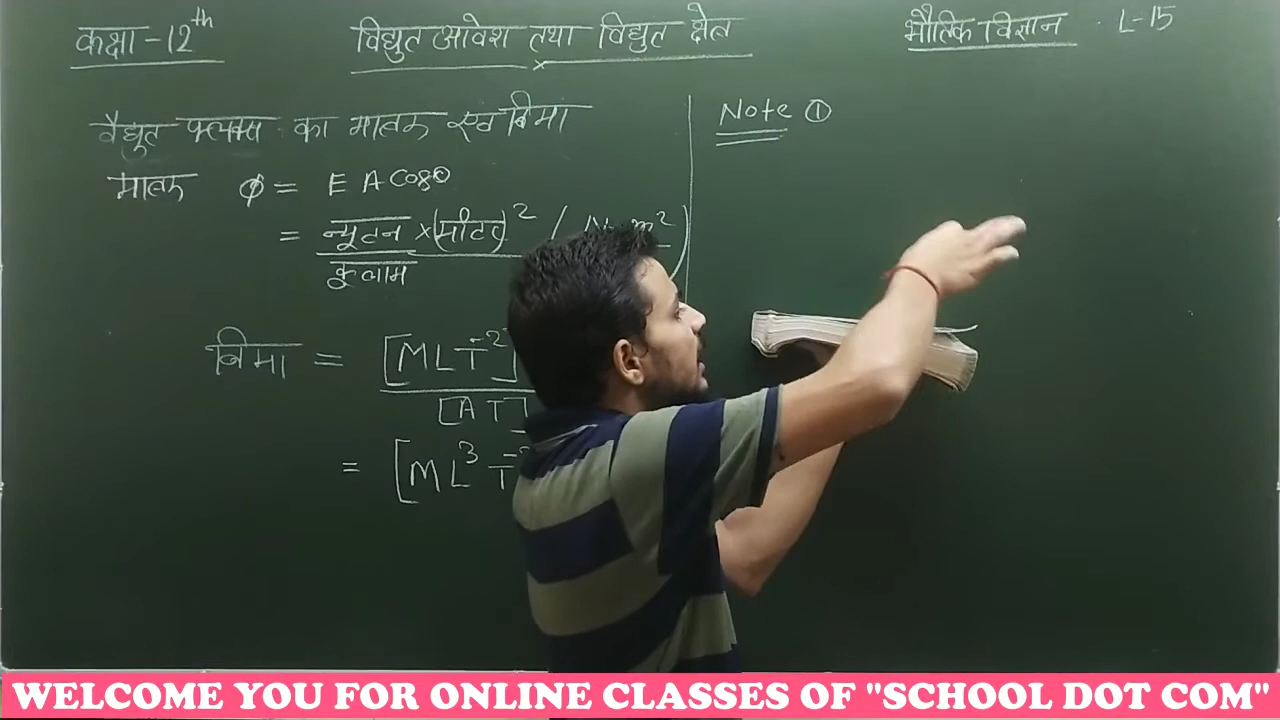 कक्षा - 12th
विद्युत आवेश तथा विद्युत क्षेत्र
भौतिक विज्ञान L-15
वैद्युत फ्लक्स का मात्रक एवं विमा
मात्रक φ = E A Cosθ
= न्यूटन × (मीटर)² / N m²)
कूलाम
विमा = [MLT⁻²]
[AT]
= [ML³T⁻
Note ①
WELCOME YOU FOR ONLINE CLASSES OF "SCHOOL DOT COM"